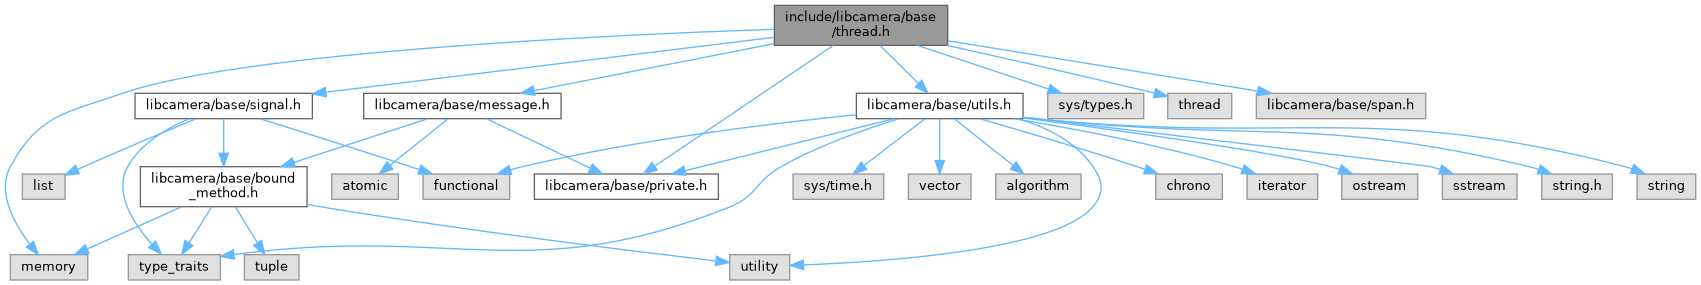 include/libcamera/base
/thread.h
libcamera/base/signal.h
libcamera/base/message.h
libcamera/base/utils.h
sys/types.h
thread
libcamera/base/span.h
list
libcamera/base/bound
_method.h
atomic
functional
libcamera/base/private.h
sys/time.h
vector
algorithm
chrono
iterator
ostream
sstream
string.h
string
memory
type_traits
tuple
utility